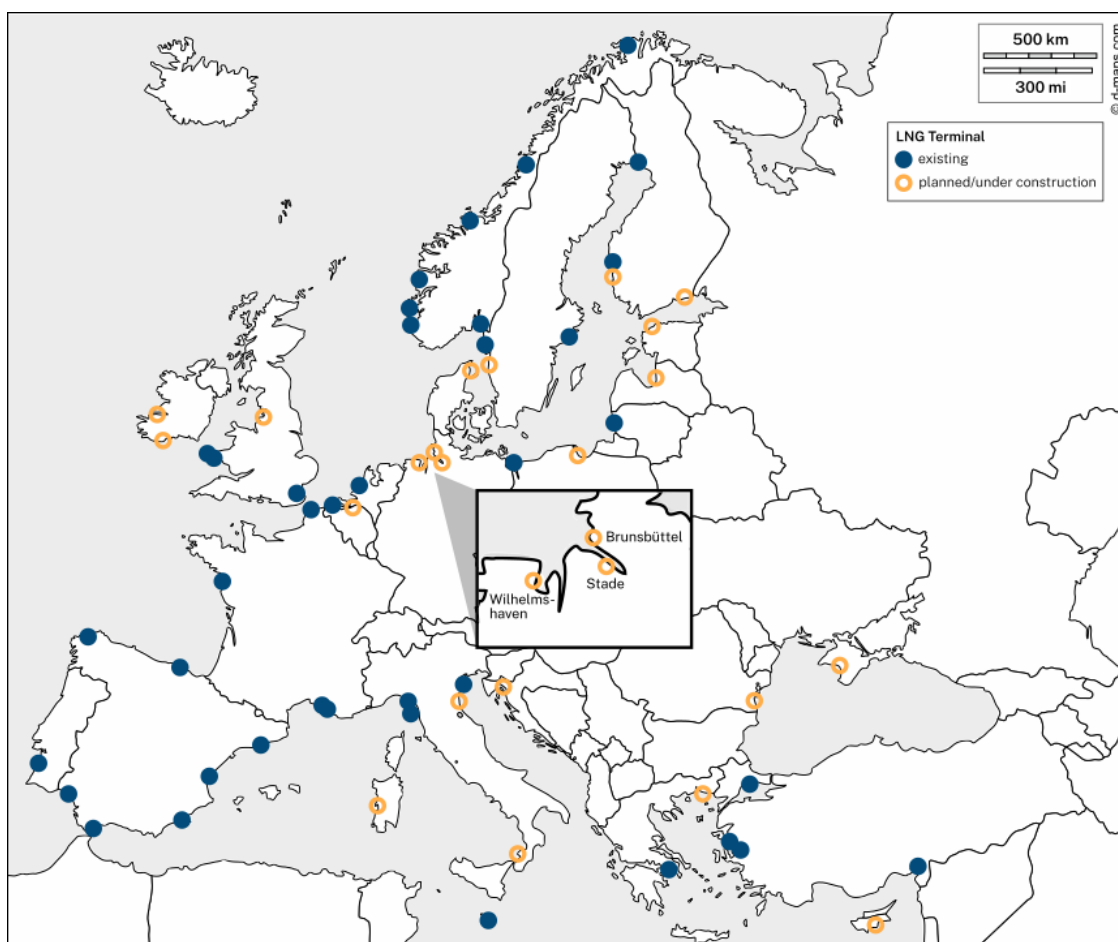 500 km
300 mi
© d-maps.com
LNG Terminal
existing
planned/under construction
Brunsbüttel
Stade
Wilhelms-
haven